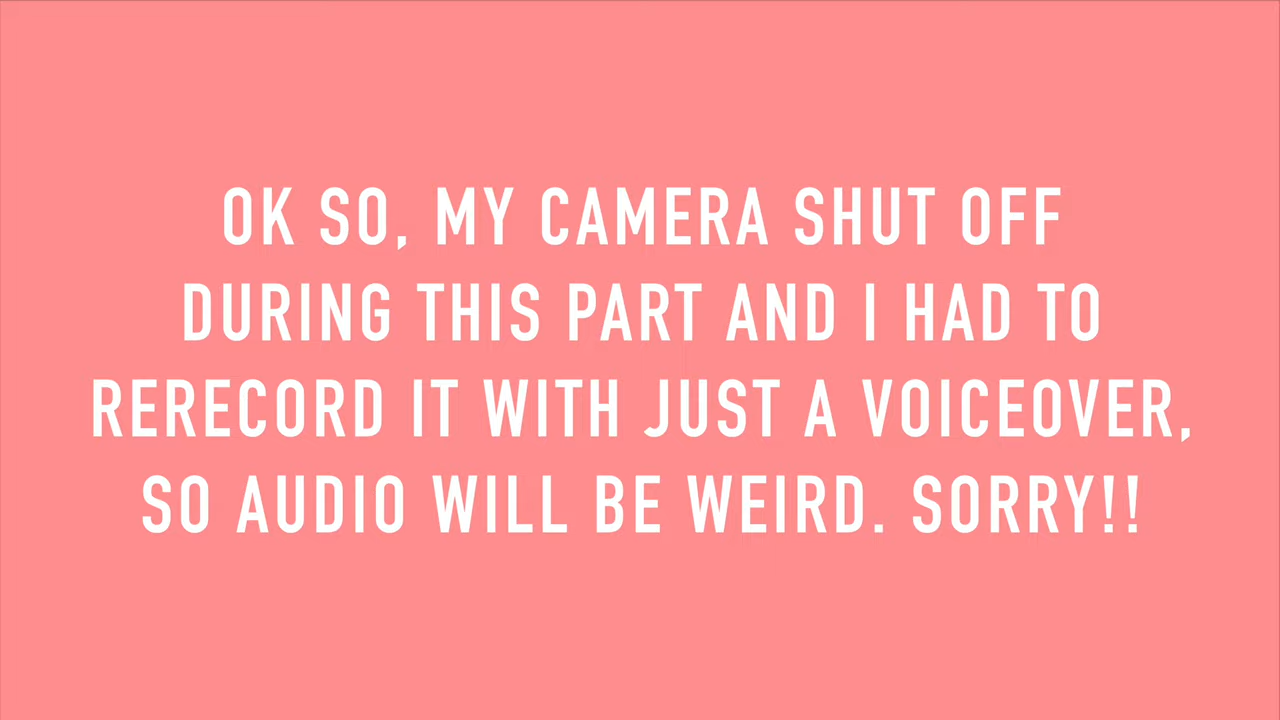 OK SO, MY CAMERA SHUT OFF
DURING THIS PART AND I HAD TO
RERECORD IT WITH JUST A VOICEOVER,
SO AUDIO WILL BE WEIRD. SORRY!!